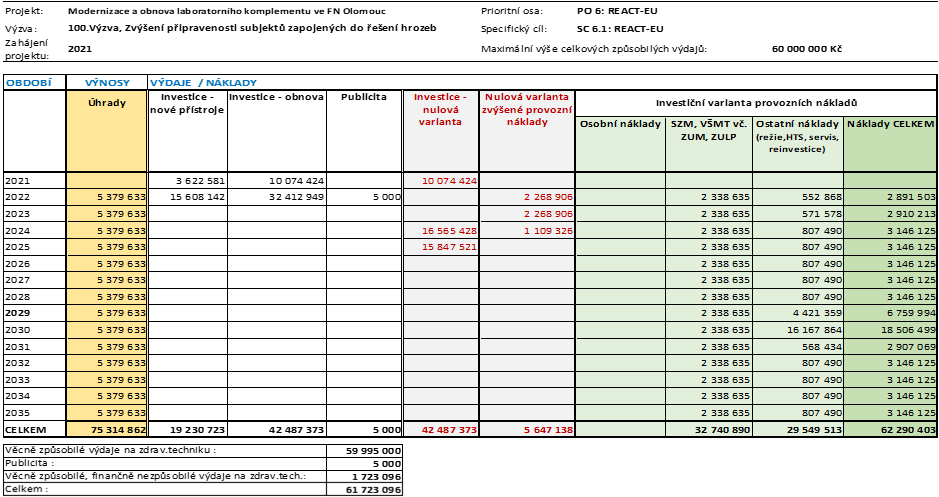 Projekt: Modernizace a obnova laboratorního komplementu ve FN Olomouc Prioritní osa: PO 6: REACT-EU
Výzva: 100.Výzva, Zvýšení připravenosti subjektů zapojených do řešení hrozeb Specifický cíl: SC 6.1: REACT-EU
Zahájení projektu: 2021 Maximální výše celkových způsobilých výdajů: 60 000 000 Kč
OBDOBÍ VÝNOSY VÝDAJE / NÁKLADY
Úhrady Investice - nové přístroje Investice - obnova Publicita Investice - nulová varianta Nulová varianta zvýšené provozní náklady Investiční varianta provozních nákladů
Osobní náklady SZM, VŠMT vč. ZUM, ZULP Ostatní náklady (režie,HTS, servis, reinvestice) Náklady CELKEM
2021 3 622 581 10 074 424 10 074 424
2022 5 379 633 15 608 142 32 412 949 5 000 2 268 906 2 338 635 552 868 2 891 503
2023 5 379 633 2 268 906 2 338 635 571 578 2 910 213
2024 5 379 633 16 565 428 1 109 326 2 338 635 807 490 3 146 125
2025 5 379 633 15 847 521 2 338 635 807 490 3 146 125
2026 5 379 633 2 338 635 807 490 3 146 125
2027 5 379 633 2 338 635 807 490 3 146 125
2028 5 379 633 2 338 635 807 490 3 146 125
2029 5 379 633 2 338 635 4 421 359 6 759 994
2030 5 379 633 2 338 635 16 167 864 18 506 499
2031 5 379 633 2 338 635 568 434 2 907 069
2032 5 379 633 2 338 635 807 490 3 146 125
2033 5 379 633 2 338 635 807 490 3 146 125
2034 5 379 633 2 338 635 807 490 3 146 125
2035 5 379 633 2 338 635 807 490 3 146 125
CELKEM 75 314 862 19 230 723 42 487 373 5 000 42 487 373 5 647 138 32 740 890 29 549 513 62 290 403
Věcně způsobilé výdaje na zdrav.techniku : 59 995 000
Publicita : 5 000
Věcně způsobilé, finančně nezpůsobilé výdaje na zdrav.tech.: 1 723 096
Celkem : 61 723 096